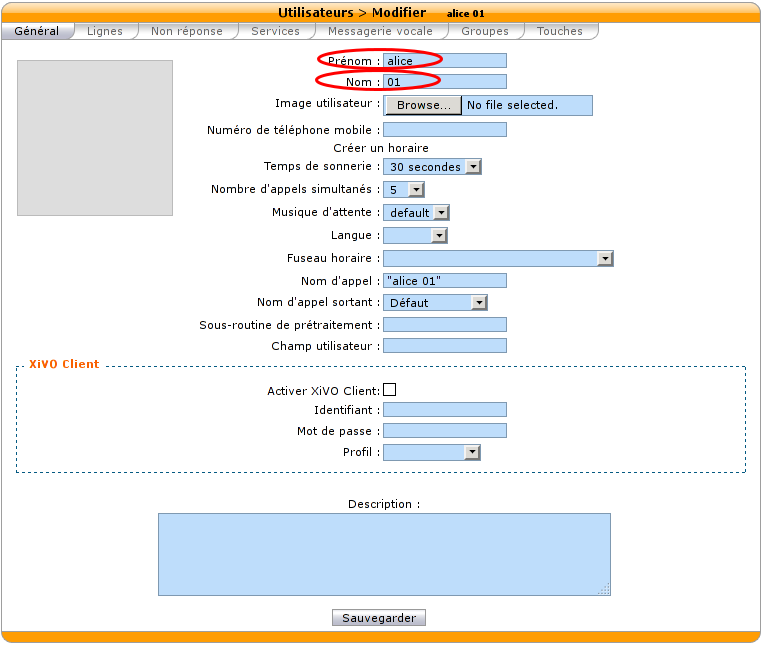 Utilisateurs > Modifier alice 01
Général Lignes Non réponse Services Messagerie vocale Groupes Touches
Prénom : alice
Nom : 01
Image utilisateur : Browse... No file selected.
Numéro de téléphone mobile :
Créer un horaire
Temps de sonnerie : 30 secondes
Nombre d'appels simultanés : 5
Musique d'attente : default
Langue :
Fuseau horaire :
Nom d'appel : "alice 01"
Nom d'appel sortant : Défaut
Sous-routine de prétraitement :
Champ utilisateur :
XiVO Client
Activer XiVO Client:
Identifiant :
Mot de passe :
Profil :
Description :
Sauvegarder